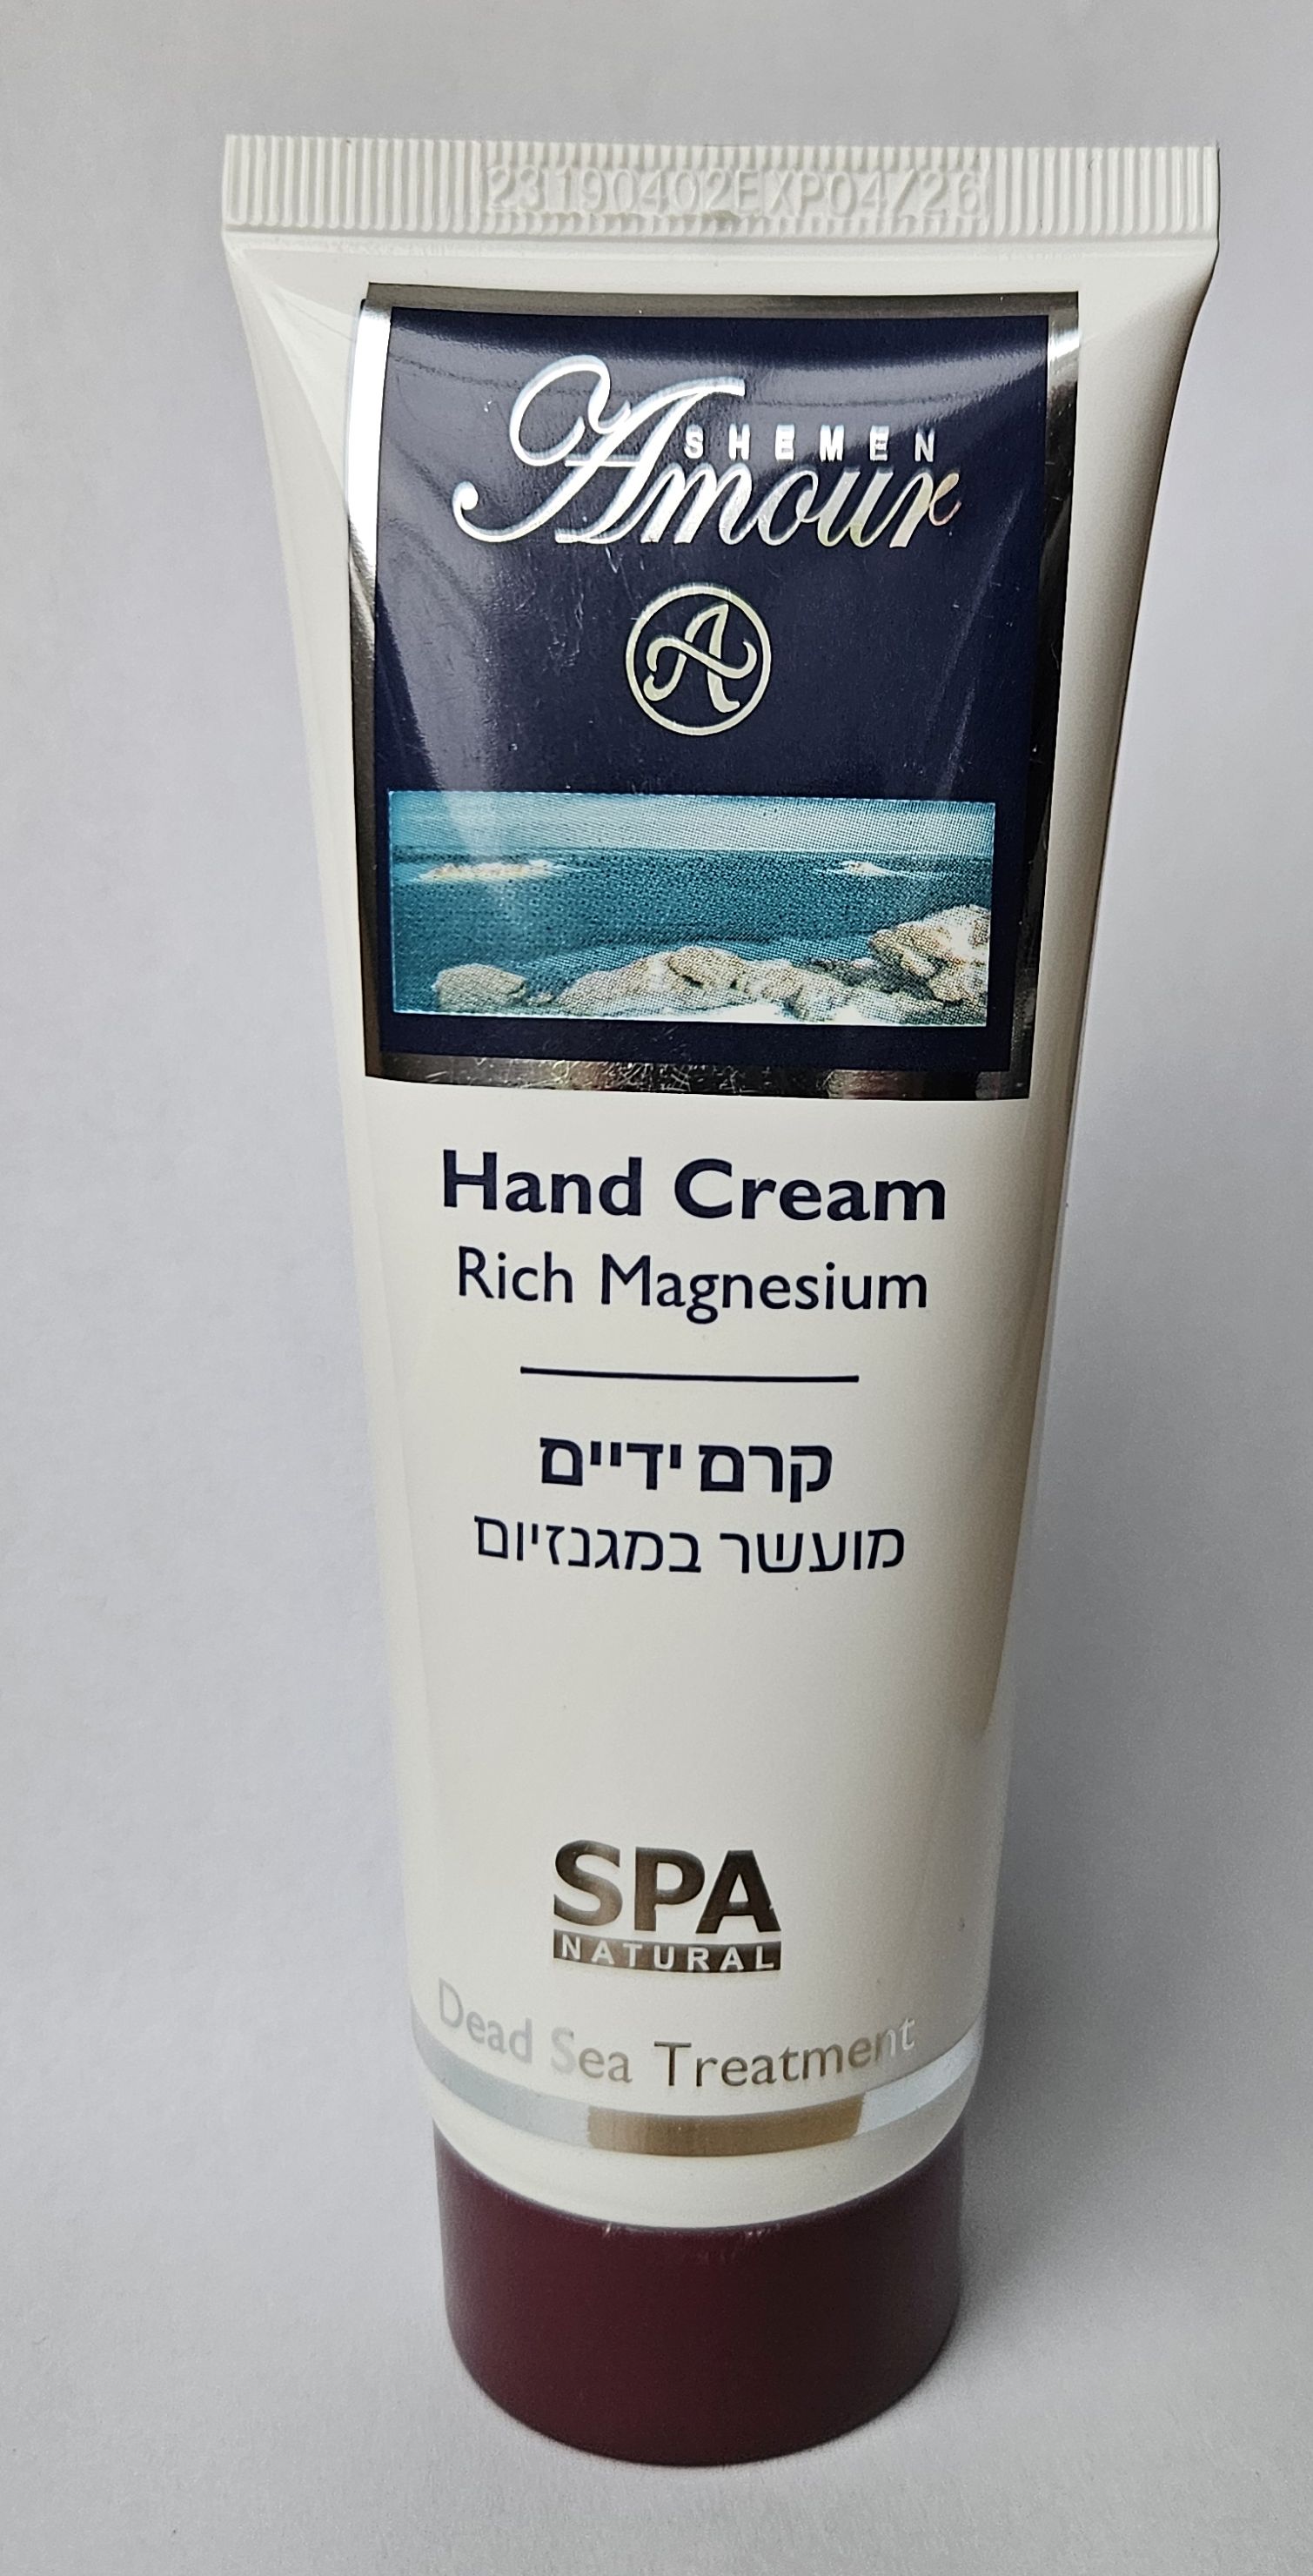 23190402EXP04/26
SHEMEN
Amour
A
Hand Cream
Rich Magnesium
קרם ידיים
מועשר במגנזיום
SPA
NATURAL
Dead Sea Treatment